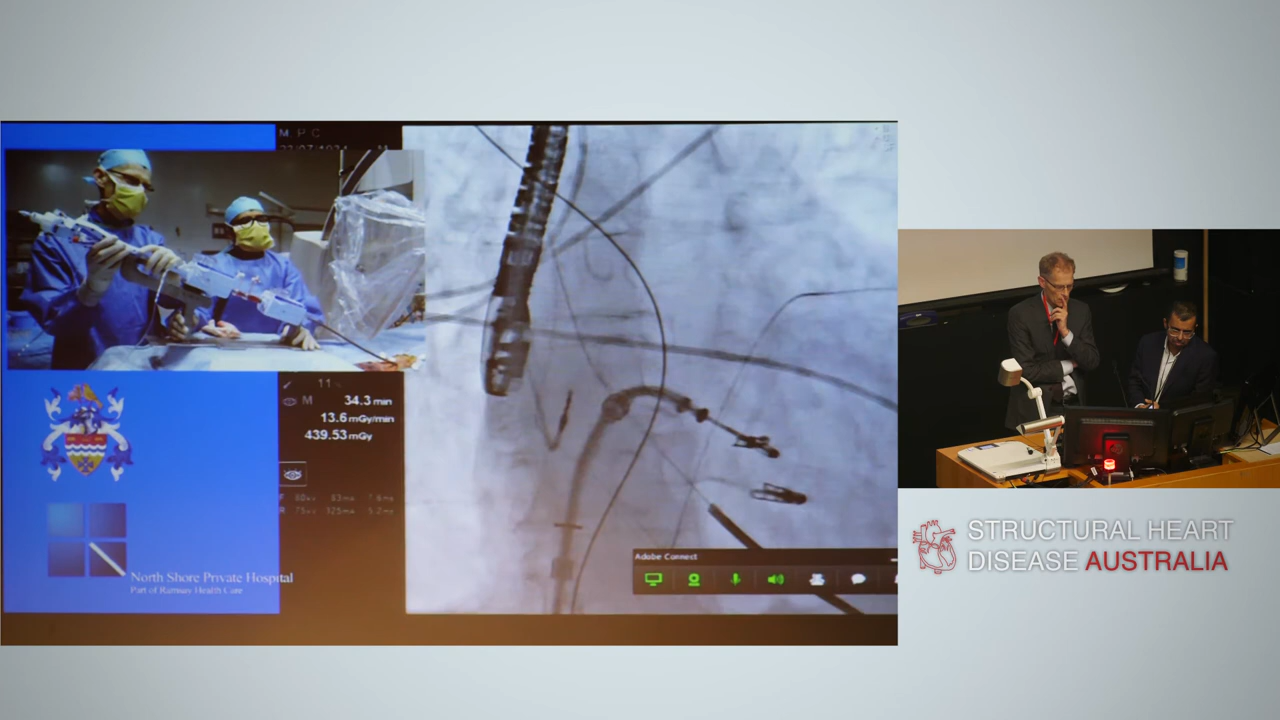 M P C
11
M 34.3 min
13.6 mGy/min
439.53 mGy
North Shore Private Hospital
Part of Ramsay Health Care
Adobe Connect
STRUCTURAL HEART
DISEASE AUSTRALIA